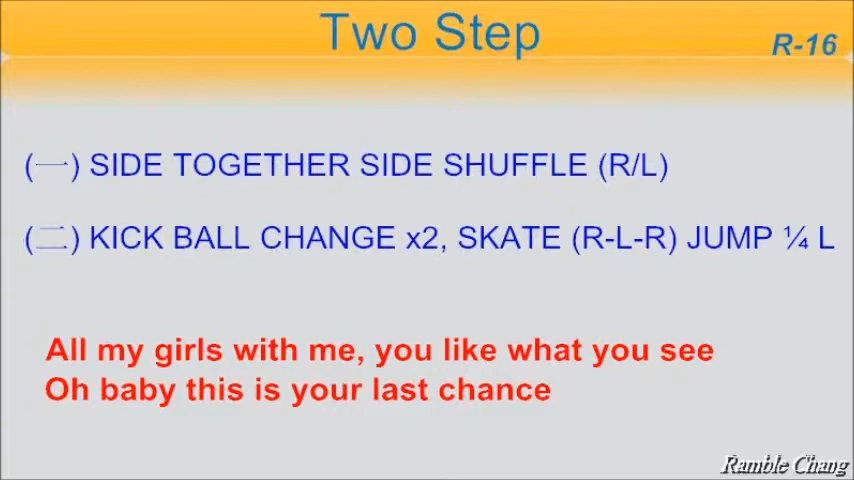 Two Step
R-16
(一) SIDE TOGETHER SIDE SHUFFLE (R/L)
(二) KICK BALL CHANGE x2, SKATE (R-L-R) JUMP ¼ L
All my girls with me, you like what you see
Oh baby this is your last chance
Ramble Chang